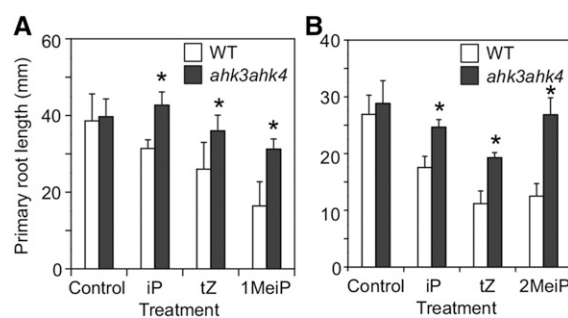 A
B
Primary root length (mm)
60
40
20
0
WT
ahk3ahk4
*
*
*
Control iP tZ 1MeiP
Treatment
40
30
20
10
0
WT
ahk3ahk4
*
*
*
Control iP tZ 2MeiP
Treatment